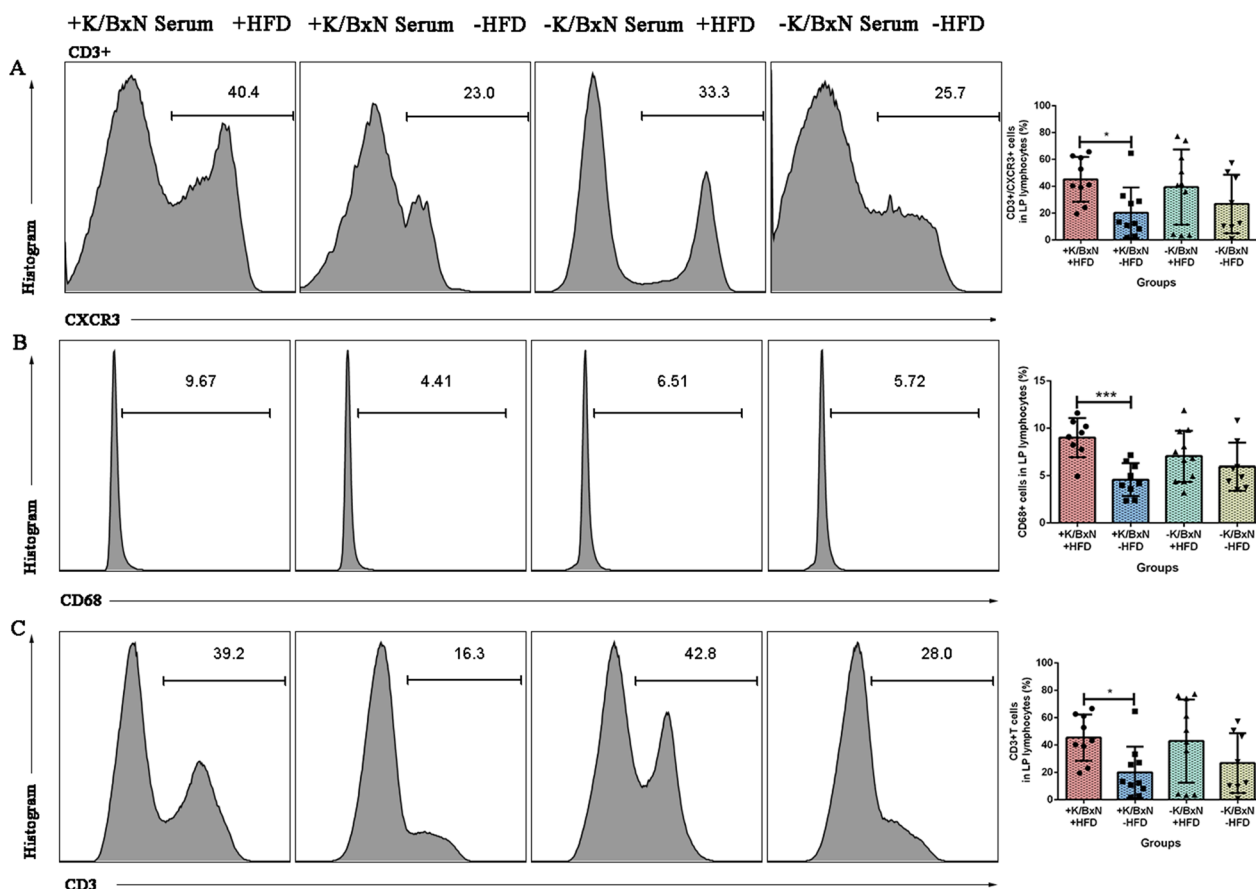 +K/BxN Serum +HFD +K/BxN Serum -HFD -K/BxN Serum +HFD -K/BxN Serum -HFD
CD3+
A
Histogram
40.4
23.0
33.3
25.7
CXCR3
CD3+/CXCR3+ cells
in LP lymphocytes (%)
100
80
60
40
20
0
*
+K/BxN +K/BxN -K/BxN -K/BxN
+HFD -HFD +HFD -HFD
Groups
B
Histogram
9.67
4.41
6.51
5.72
CD68
CD68+ cells in LP lymphocytes (%)
15
10
5
0
***
+K/BxN +K/BxN -K/BxN -K/BxN
+HFD -HFD +HFD -HFD
Groups
C
Histogram
39.2
16.3
42.8
28.0
CD3
CD3+T cells
in LP lymphocytes (%)
100
80
60
40
20
0
*
+K/BxN +K/BxN -K/BxN -K/BxN
+HFD -HFD +HFD -HFD
Groups